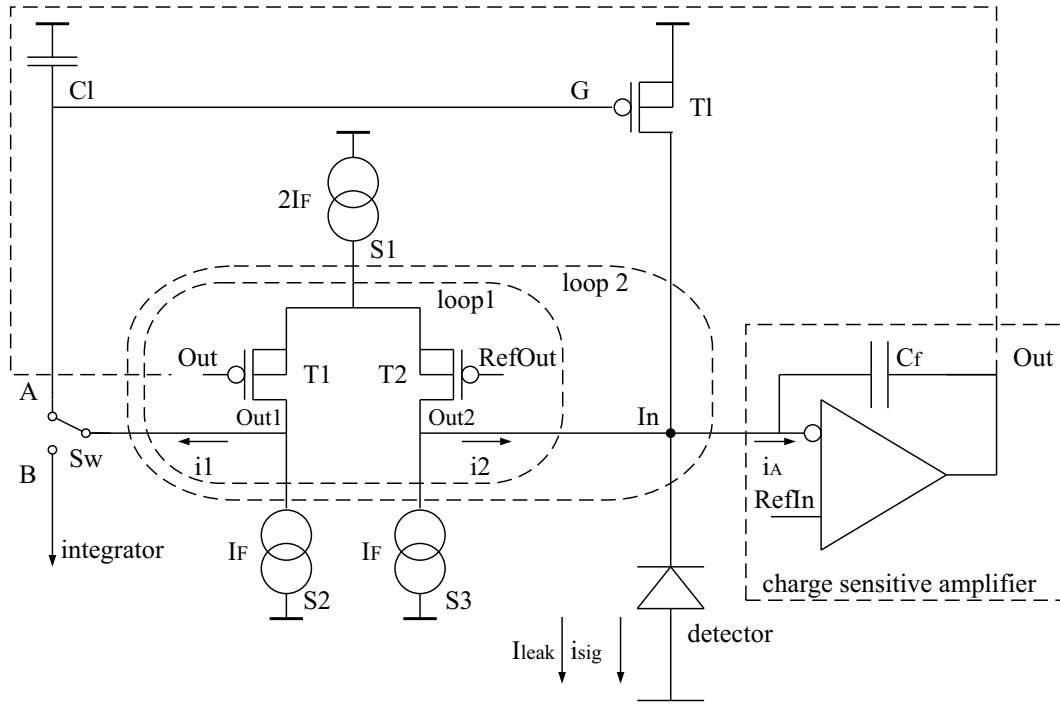 Cl
G
Tl
2IF
S1
loop 2
loop1
Out
RefOut
Cf
Out
T1
T2
A
Out1
Out2
In
Sw
i1
i2
iA
B
RefIn
integrator
IF
IF
S2
S3
charge sensitive amplifier
detector
Ileak
isig